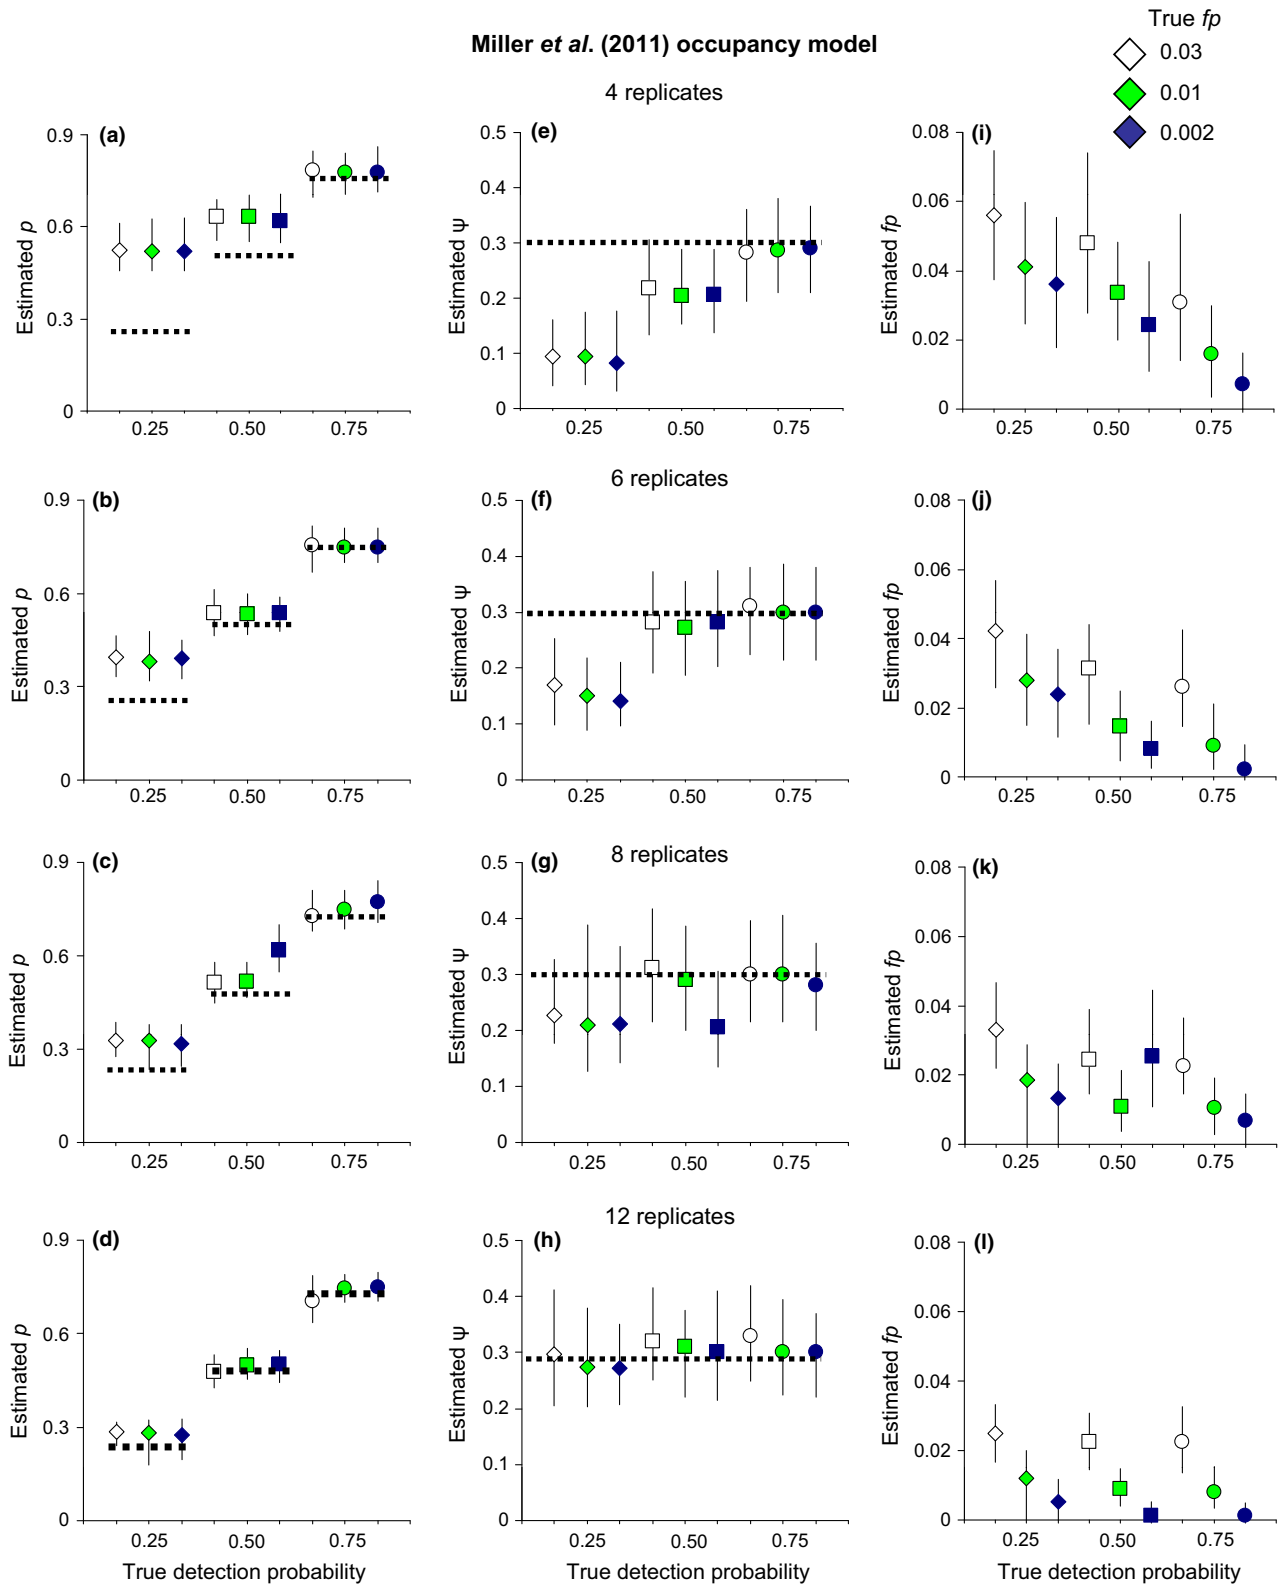 Miller et al. (2011) occupancy model
True fp
0.03
0.01
0.002
4 replicates
(a)
0.9
0.6
0.3
0
Estimated p
0.25 0.50 0.75
(e)
0.5
0.4
0.3
0.2
0.1
0
Estimated ψ
0.25 0.50 0.75
(i)
0.08
0.06
0.04
0.02
0
Estimated fp
0.25 0.50 0.75
6 replicates
(b)
0.9
0.6
0.3
0
Estimated p
0.25 0.50 0.75
(f)
0.5
0.4
0.3
0.2
0.1
0
Estimated ψ
0.25 0.50 0.75
(j)
0.08
0.06
0.04
0.02
0
Estimated fp
0.25 0.50 0.75
8 replicates
(c)
0.9
0.6
0.3
0
Estimated p
0.25 0.50 0.75
(g)
0.5
0.4
0.3
0.2
0.1
0
Estimated ψ
0.25 0.50 0.75
(k)
0.08
0.06
0.04
0.02
0
Estimated fp
0.25 0.50 0.75
12 replicates
(d)
0.9
0.6
0.3
0
Estimated p
0.25 0.50 0.75
True detection probability
(h)
0.5
0.4
0.3
0.2
0.1
0
Estimated ψ
0.25 0.50 0.75
True detection probability
(l)
0.08
0.06
0.04
0.02
0
Estimated fp
0.25 0.50 0.75
True detection probability